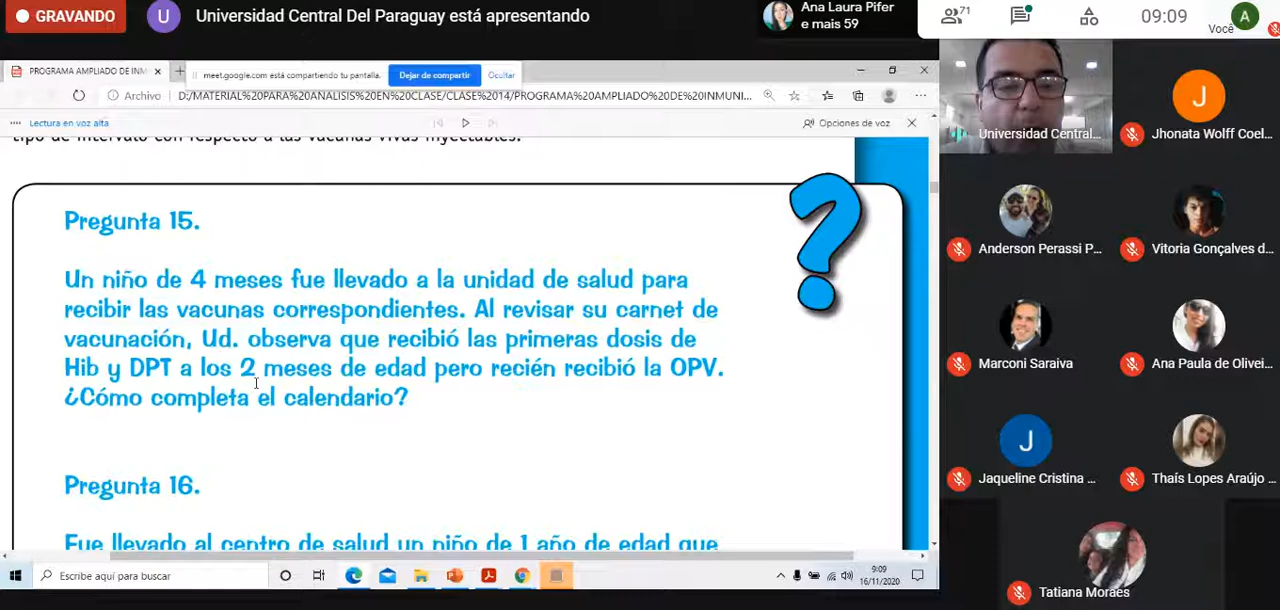 GRAVANDO
U
Universidad Central Del Paraguay está apresentando
Ana Laura Pifer
e mais 59
71
09:09
Você
A
PROGRAMA AMPLIADO DE INM
meet.google.com está compartiendo tu pantalla.
Dejar de compartir
Ocultar
Archivo
D:/MATERIAL%20PARA%20ANALISIS%20EN%20CLASE/CLASE%2014/PROGRAMA%20AMPLIADO%20DE%20INMUNI...
Lectura en voz alta
Opciones de voz
tipo de intervalo con respecto a las vacunas vivas inyectables.
?
Pregunta 15.
Un niño de 4 meses fue llevado a la unidad de salud para
recibir las vacunas correspondientes. Al revisar su carnet de
vacunación, Ud. observa que recibió las primeras dosis de
Hib y DPT a los 2 meses de edad pero recién recibió la OPV.
¿Cómo completa el calendario?
Pregunta 16.
Fue llevado al centro de salud un niño de 1 año de edad que
Universidad Central...
J
Jhonata Wolff Coel...
Anderson Perassi P...
Vitoria Gonçalves d...
Marconi Saraiva
Ana Paula de Olivei...
J
Jaqueline Cristina ...
Thaís Lopes Araújo ...
Tatiana Moraes
Escribe aquí para buscar
9:09
16/11/2020